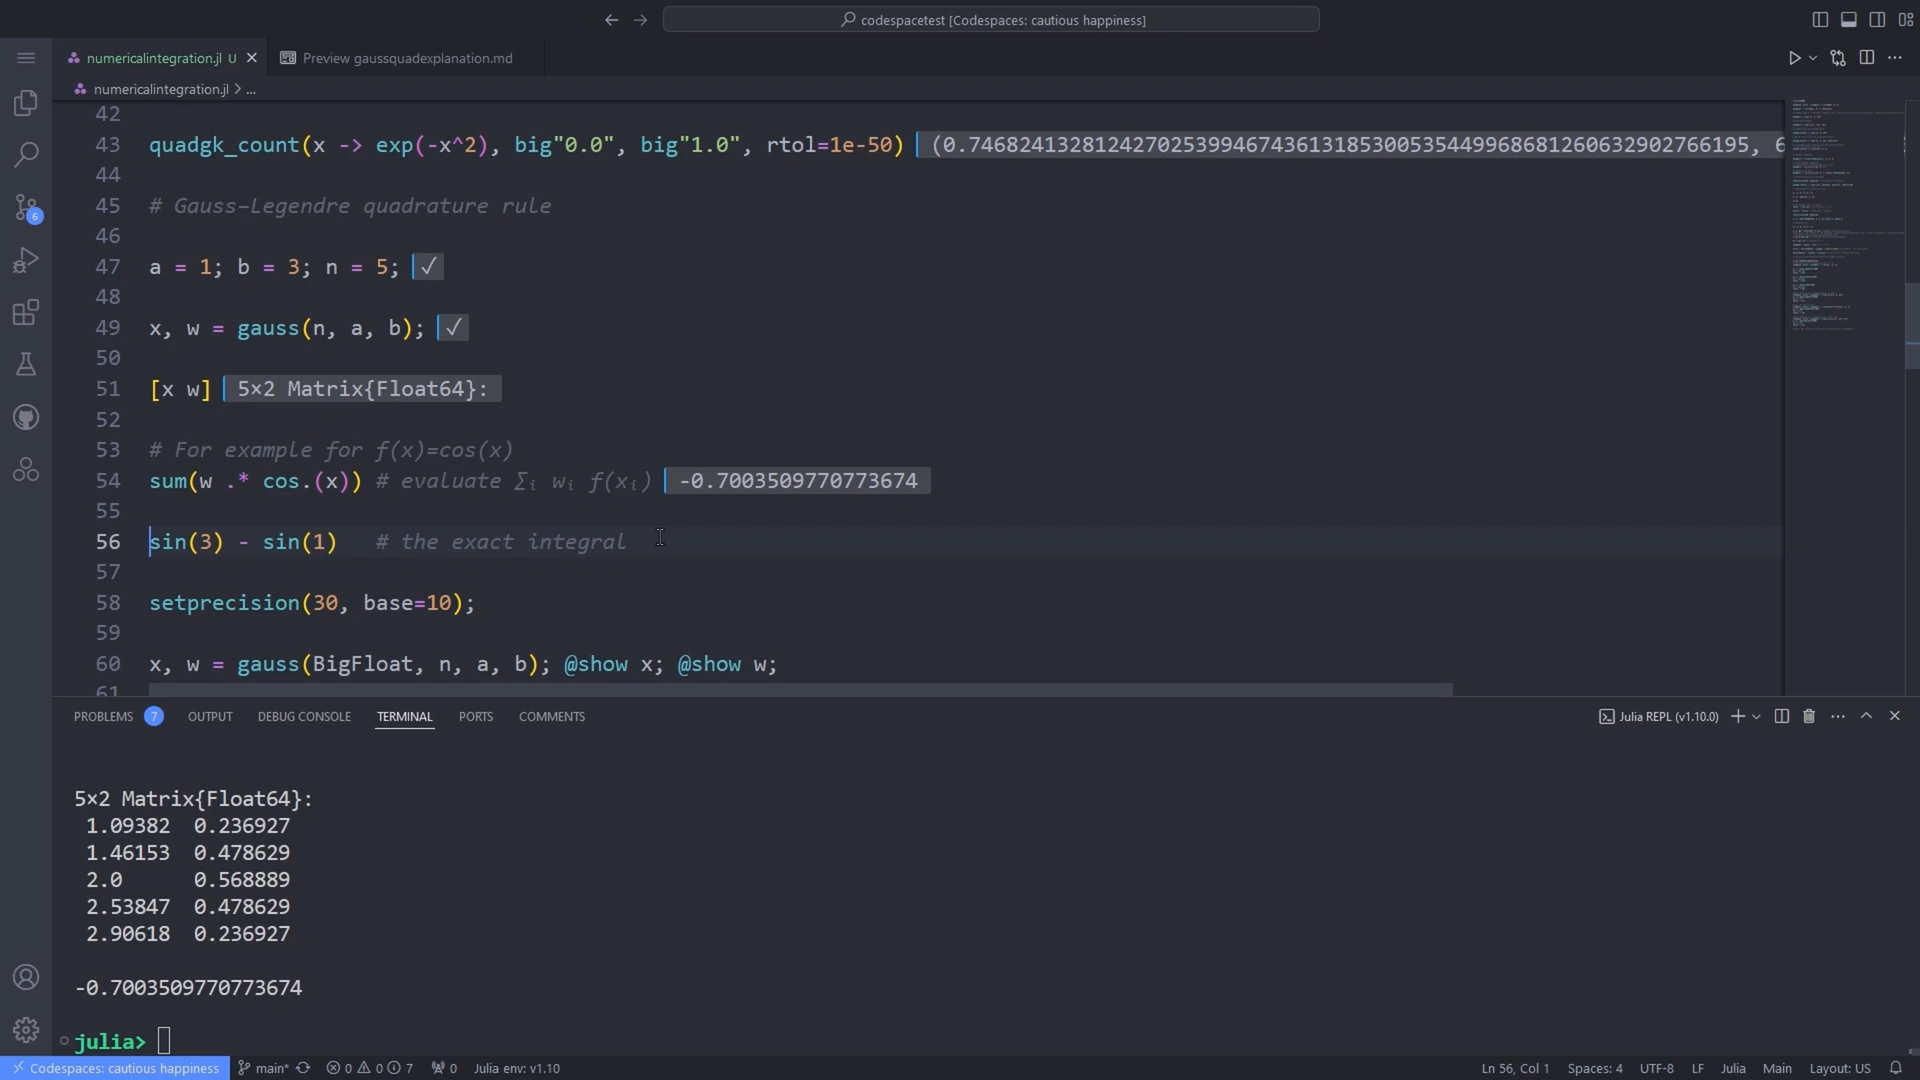 codespacetest [Codespaces: cautious happiness]
numericalintegration.jl U
Preview gaussquadexplanation.md
numericalintegration.jl > ...
42
43 quadgk_count(x -> exp(-x^2), big"0.0", big"1.0", rtol=1e-50) (0.7468241328124270253994674361318530053544996868126063290276​6195, 6
44
45 # Gauss–Legendre quadrature rule
46
47 a = 1; b = 3; n = 5; ✓
48
49 x, w = gauss(n, a, b); ✓
50
51 [x w] 5×2 Matrix{Float64}:
52
53 # For example for f(x)=cos(x)
54 sum(w .* cos.(x)) # evaluate ∑ᵢ wᵢ f(xᵢ) -0.7003509770773674
55
56 sin(3) - sin(1) # the exact integral
57
58 setprecision(30, base=10);
59
60 x, w = gauss(BigFloat, n, a, b); @show x; @show w;
61
PROBLEMS 7 OUTPUT DEBUG CONSOLE TERMINAL PORTS COMMENTS
Julia REPL (v1.10.0)
6
5×2 Matrix{Float64}:
1.09382 0.236927
1.46153 0.478629
2.0 0.568889
2.53847 0.478629
2.90618 0.236927
-0.7003509770773674
julia>
Codespaces: cautious happiness main* 0 0 7 0 Julia env: v1.10 Ln 56, Col 1 Spaces: 4 UTF-8 LF Julia Main Layout: US